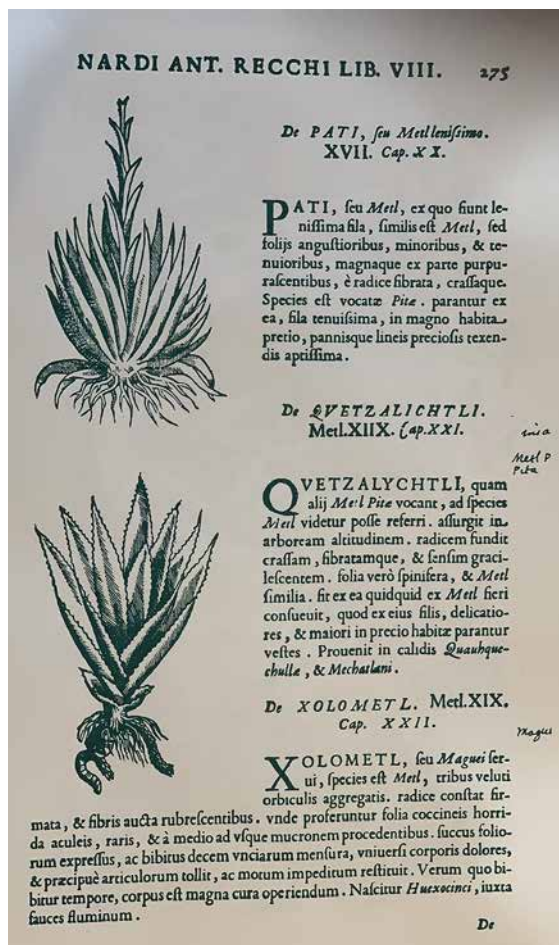 NARDI ANT. RECCHI LIB. VIII. 275
De PATI, ſeu Metl leniſsimo.
XVII. Cap. XX.
PATI, ſeu Metl, ex quo fiunt le-
niſſima fila, ſimilis eſt Metl, ſed
folijs anguſtioribus, minoribus, & te-
nuioribus, magnaque ex parte purpu-
raſcentibus, è radice fibrata, craſſaque.
Species eſt vocatæ Pitæ. parantur ex
ea, fila tenuiſsima, in magno habita
pretio, panniſque lineis precioſis texen-
dis aptiſſima.
De QVETZALICHTLI.
Metl.XIIX. Cap.XXI.
Metl P
Pita
QVETZALYCHTLI, quam
alij Metl Pitæ vocant, ad ſpecies
Metl videtur poſſe referri. aſſurgit in
arboream altitudinem. radicem fundit
craſſam, fibratamque, & ſenſim graci-
leſcentem. folia verò ſpinifera, & Metl
ſimilia. fit ex ea quidquid ex Metl fieri
conſueuit, quod ex eius filis, delicatio-
res, & maiori in precio habitæ parantur
veſtes. Prouenit in calidis Quauhque-
chullæ, & Mechatlani.
De XOLOMETL. Metl.XIX.
Cap. XXII.
Maguei
XOLOMETL, ſeu Maguei ſer-
ui, ſpecies eſt Metl, tribus veluti
orbiculis aggregatis. radice conſtat fir-
mata, & fibris aucta rubreſcentibus. vnde proferuntur folia coccineis horri-
da aculeis, raris, & à medio ad vſque mucronem procedentibus. ſuccus folio-
rum expreſſus, ac bibitus decem vnciarum menſura, vniuerſi corporis dolores,
& præcipuè articulorum tollit, ac motum impeditum reſtituit. Verum quo bi-
bitur tempore, corpus eſt magna cura operiendum. Naſcitur Huexocinci, iuxta
fauces fluminum.
De